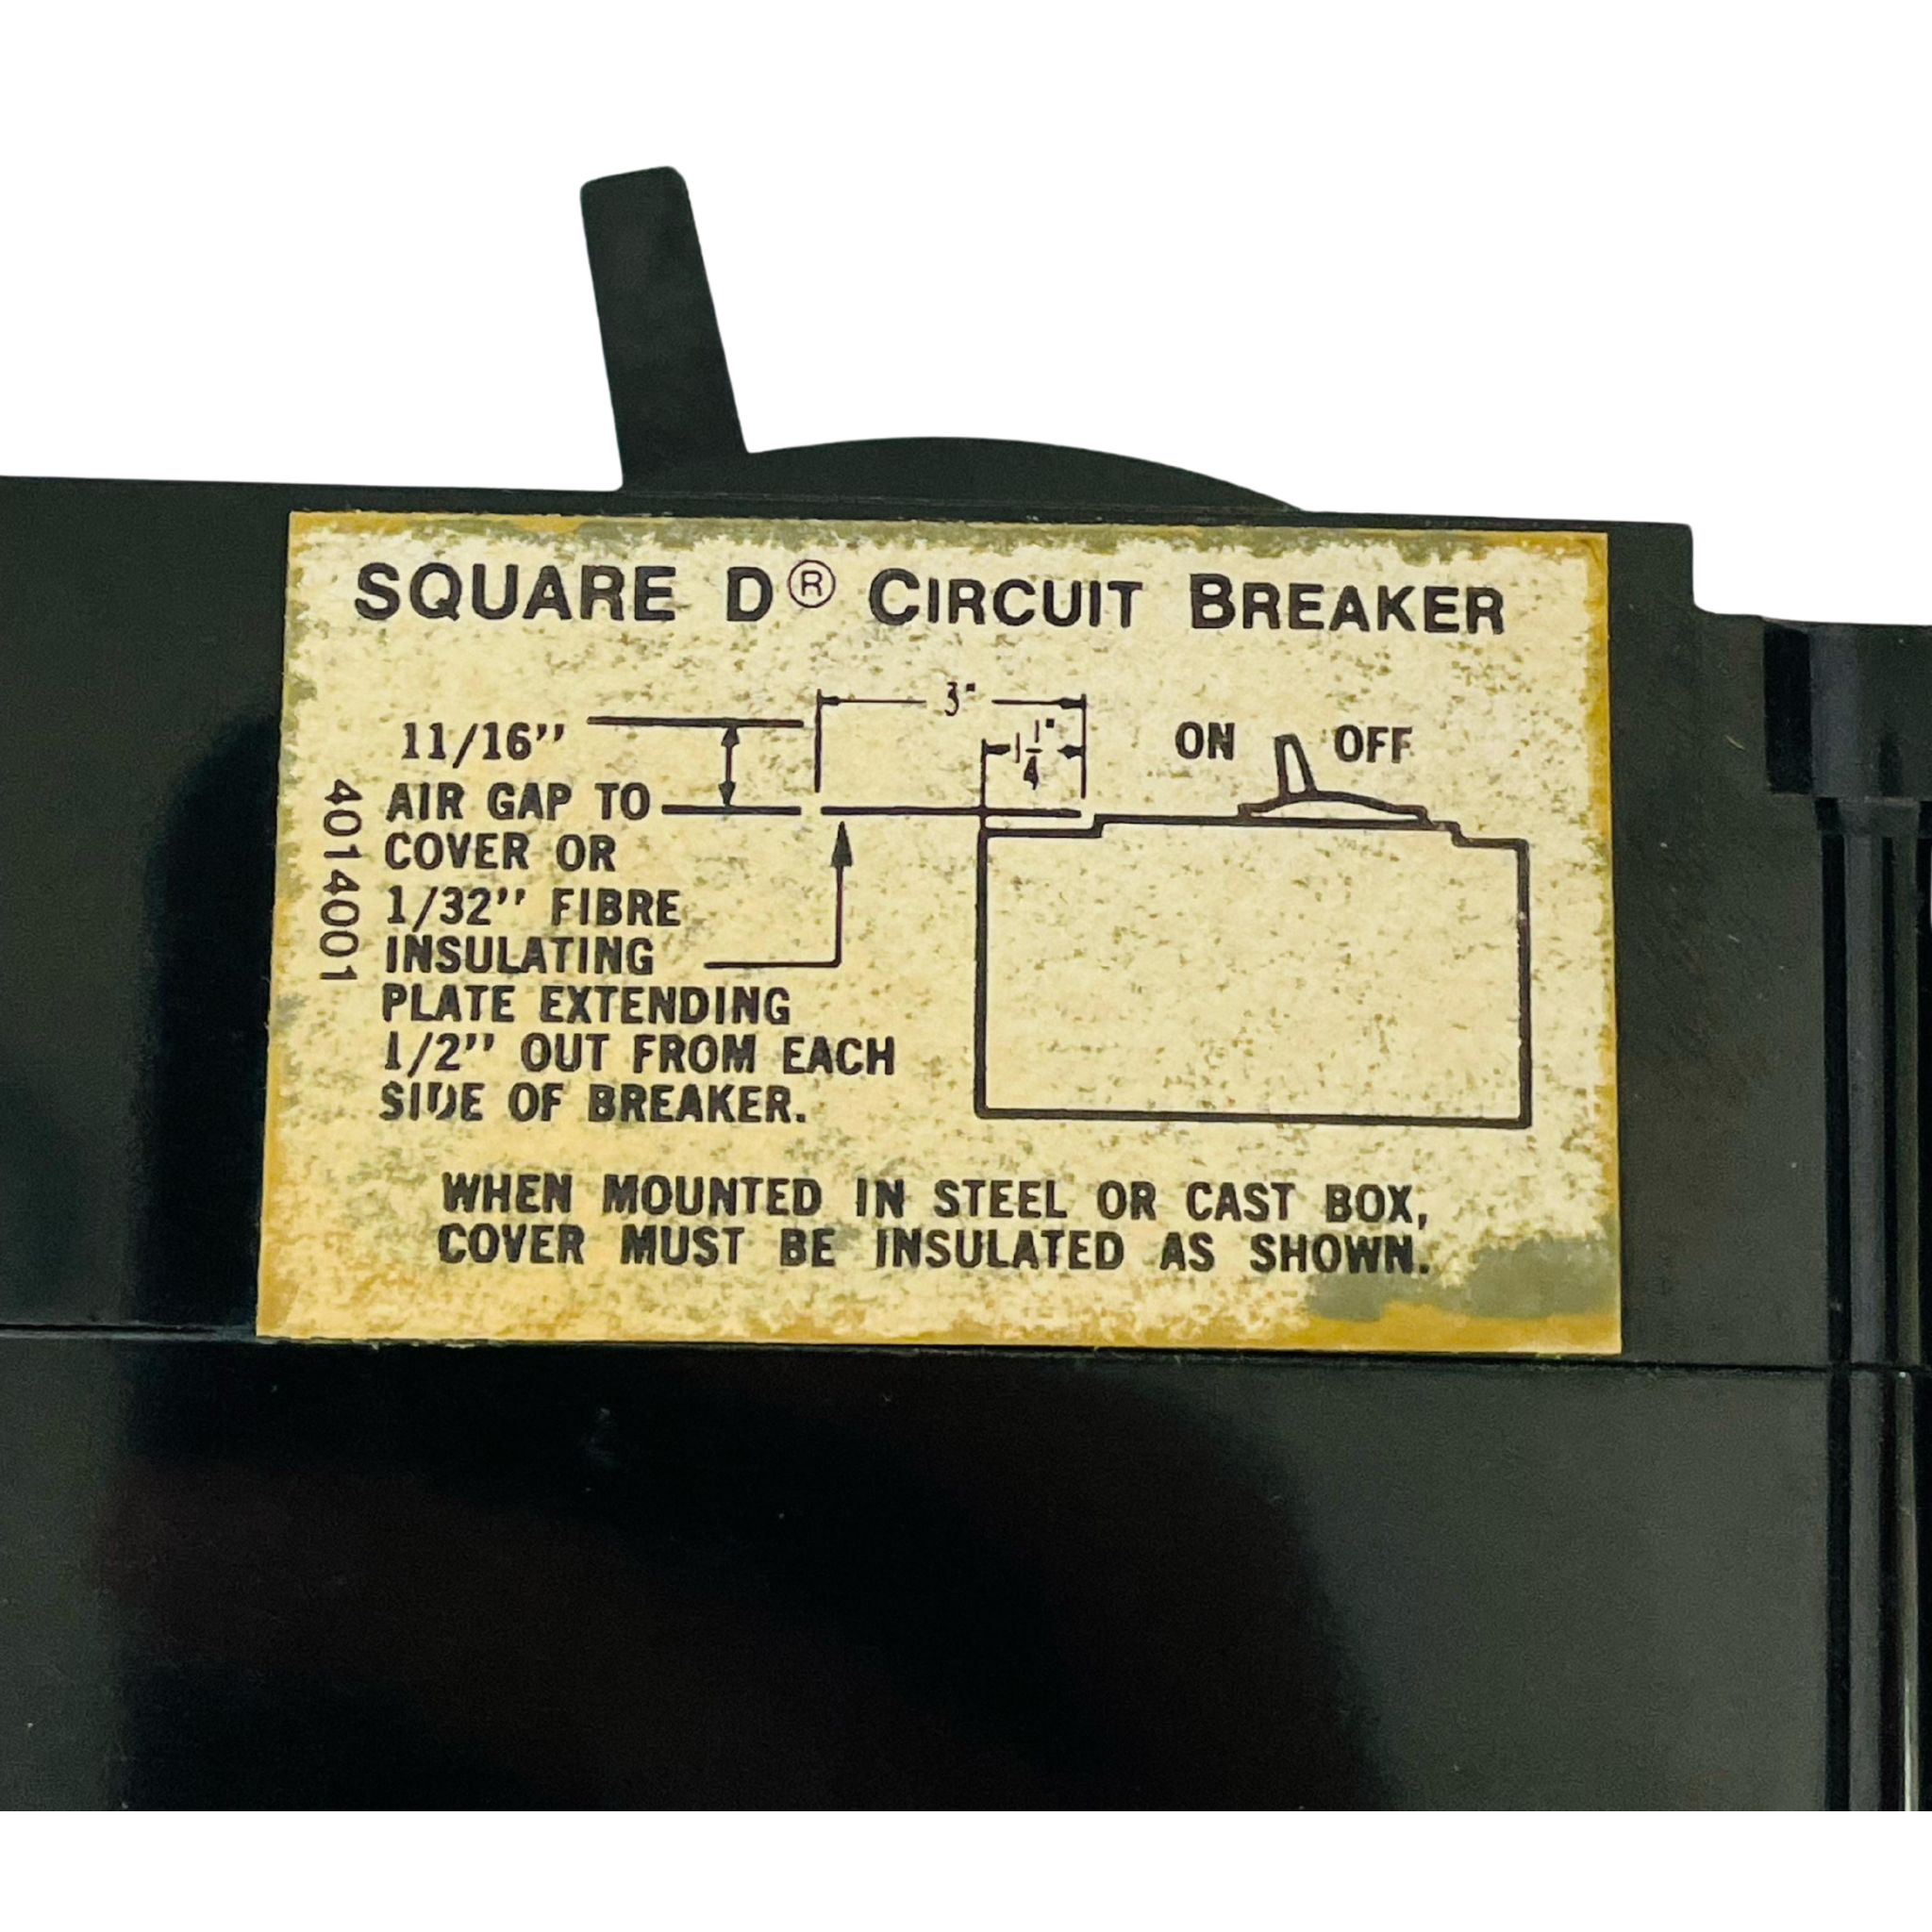 SQUARE D® CIRCUIT BREAKER
3"
1 1/4"
ON OFF
11/16"
AIR GAP TO
COVER OR
1/32" FIBRE
INSULATING
PLATE EXTENDING
1/2" OUT FROM EACH
SIDE OF BREAKER.
4014001
WHEN MOUNTED IN STEEL OR CAST BOX,
COVER MUST BE INSULATED AS SHOWN.